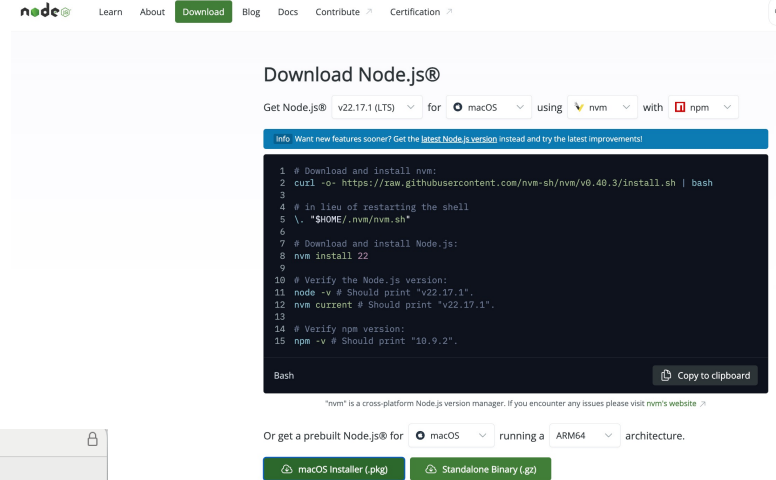 node JS
Learn About Download Blog Docs Contribute ↗ Certification ↗
Download Node.js®
Get Node.js® v22.17.1 (LTS) for macOS using nvm with npm
Info Want new features sooner? Get the latest Node.js version instead and try the latest improvements!
1 # Download and install nvm:
2 curl -o- https://raw.githubusercontent.com/nvm-sh/nvm/v0.40.3/install.sh | bash
3
4 # in lieu of restarting the shell
5 \. "$HOME/.nvm/nvm.sh"
6
7 # Download and install Node.js:
8 nvm install 22
9
10 # Verify the Node.js version:
11 node -v # Should print "v22.17.1".
12 nvm current # Should print "v22.17.1".
13
14 # Verify npm version:
15 npm -v # Should print "10.9.2".
Bash Copy to clipboard
"nvm" is a cross-platform Node.js version manager. If you encounter any issues please visit nvm's website ↗
Or get a prebuilt Node.js® for macOS running a ARM64 architecture.
macOS Installer (.pkg) Standalone Binary (.gz)